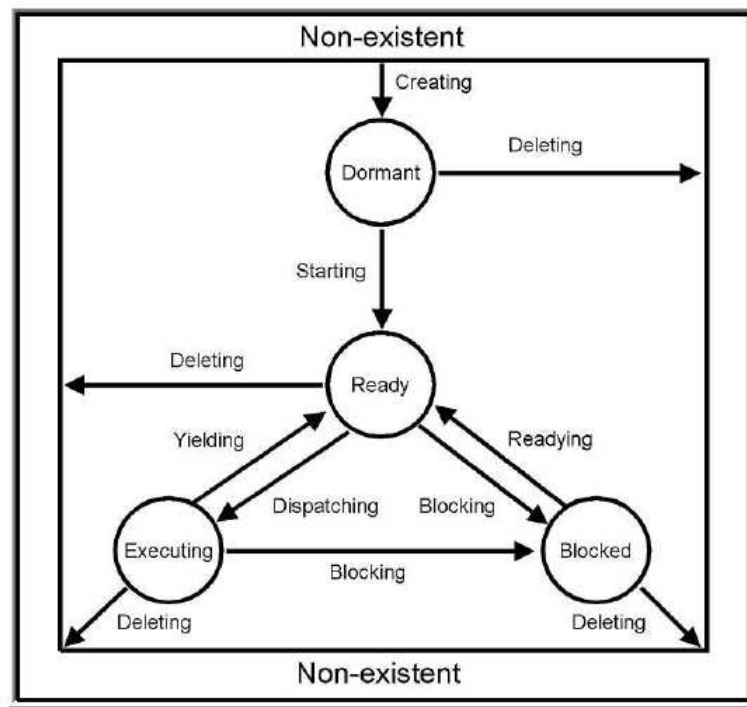 Non-existent
Creating
Deleting
Dormant
Starting
Deleting
Ready
Yielding
Readying
Dispatching
Blocking
Executing
Blocked
Blocking
Deleting
Deleting
Non-existent